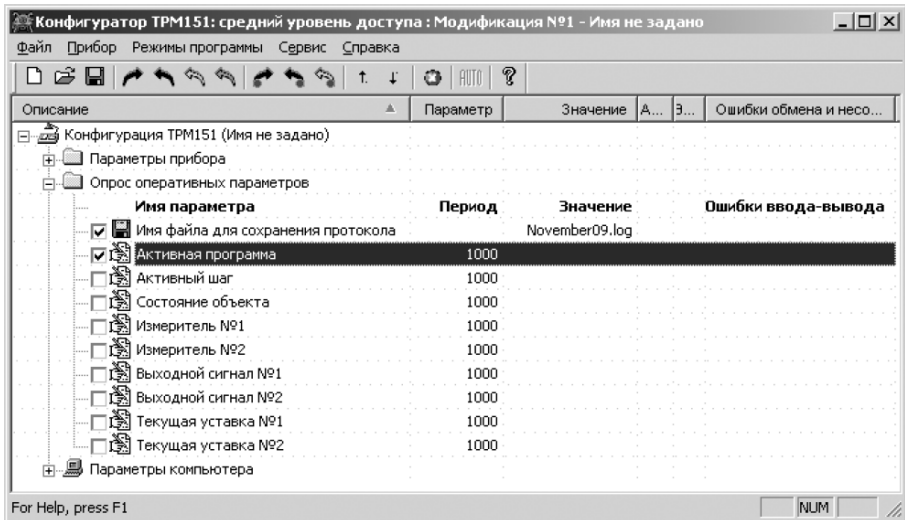 Конфигуратор ТРМ151: средний уровень доступа : Модификация №1 - Имя не задано
Файл Прибор Режимы программы Сервис Справка
AUTO
Описание Параметр Значение А... Э... Ошибки обмена и несо...
Конфигурация ТРМ151 (Имя не задано)
Параметры прибора
Опрос оперативных параметров
Имя параметра Период Значение Ошибки ввода-вывода
Имя файла для сохранения протокола November09.log
Активная программа 1000
Активный шаг 1000
Состояние объекта 1000
Измеритель №1 1000
Измеритель №2 1000
Выходной сигнал №1 1000
Выходной сигнал №2 1000
Текущая уставка №1 1000
Текущая уставка №2 1000
Параметры компьютера
For Help, press F1 NUM